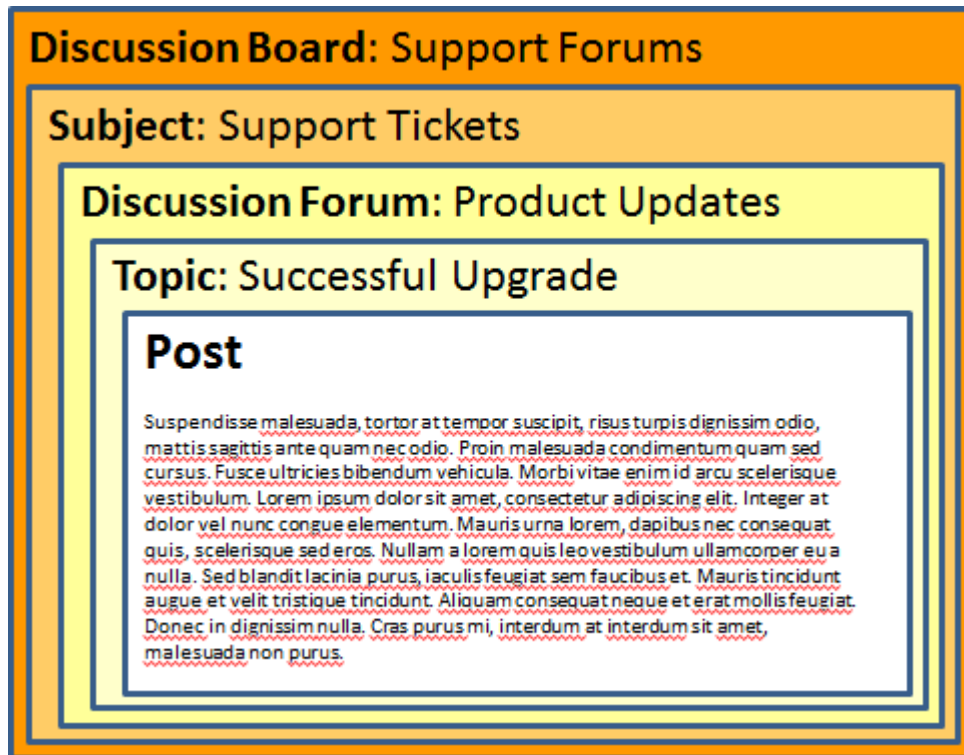 Discussion Board: Support Forums
Subject: Support Tickets
Discussion Forum: Product Updates
Topic: Successful Upgrade
Post
Suspendisse malesuada, tortor at tempor suscipit, risus turpis dignissim odio,
mattis sagittis ante quam nec odio. Proin malesuada condimentum quam sed
cursus. Fusce ultricies bibendum vehicula. Morbi vitae enim id arcu scelerisque
vestibulum. Lorem ipsum dolor sit amet, consectetur adipiscing elit. Integer at
dolor vel nunc congue elementum. Mauris urna lorem, dapibus nec consequat
quis, scelerisque sed eros. Nullam a lorem quis leo vestibulum ullamcorper eu a
nulla. Sed blandit lacinia purus, iaculis feugiat sem faucibus et. Mauris tincidunt
augue et velit tristique tincidunt. Aliquam consequat neque et erat mollis feugiat.
Donec in dignissim nulla. Cras purus mi, interdum at interdum sit amet,
malesuada non purus.